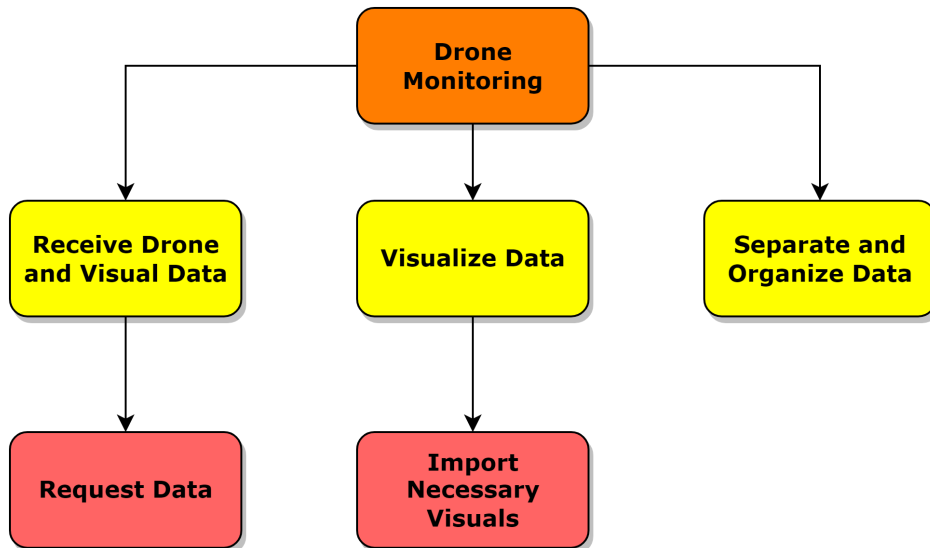 Drone
Monitoring
Receive Drone
and Visual Data
Visualize Data
Separate and
Organize Data
Request Data
Import
Necessary
Visuals